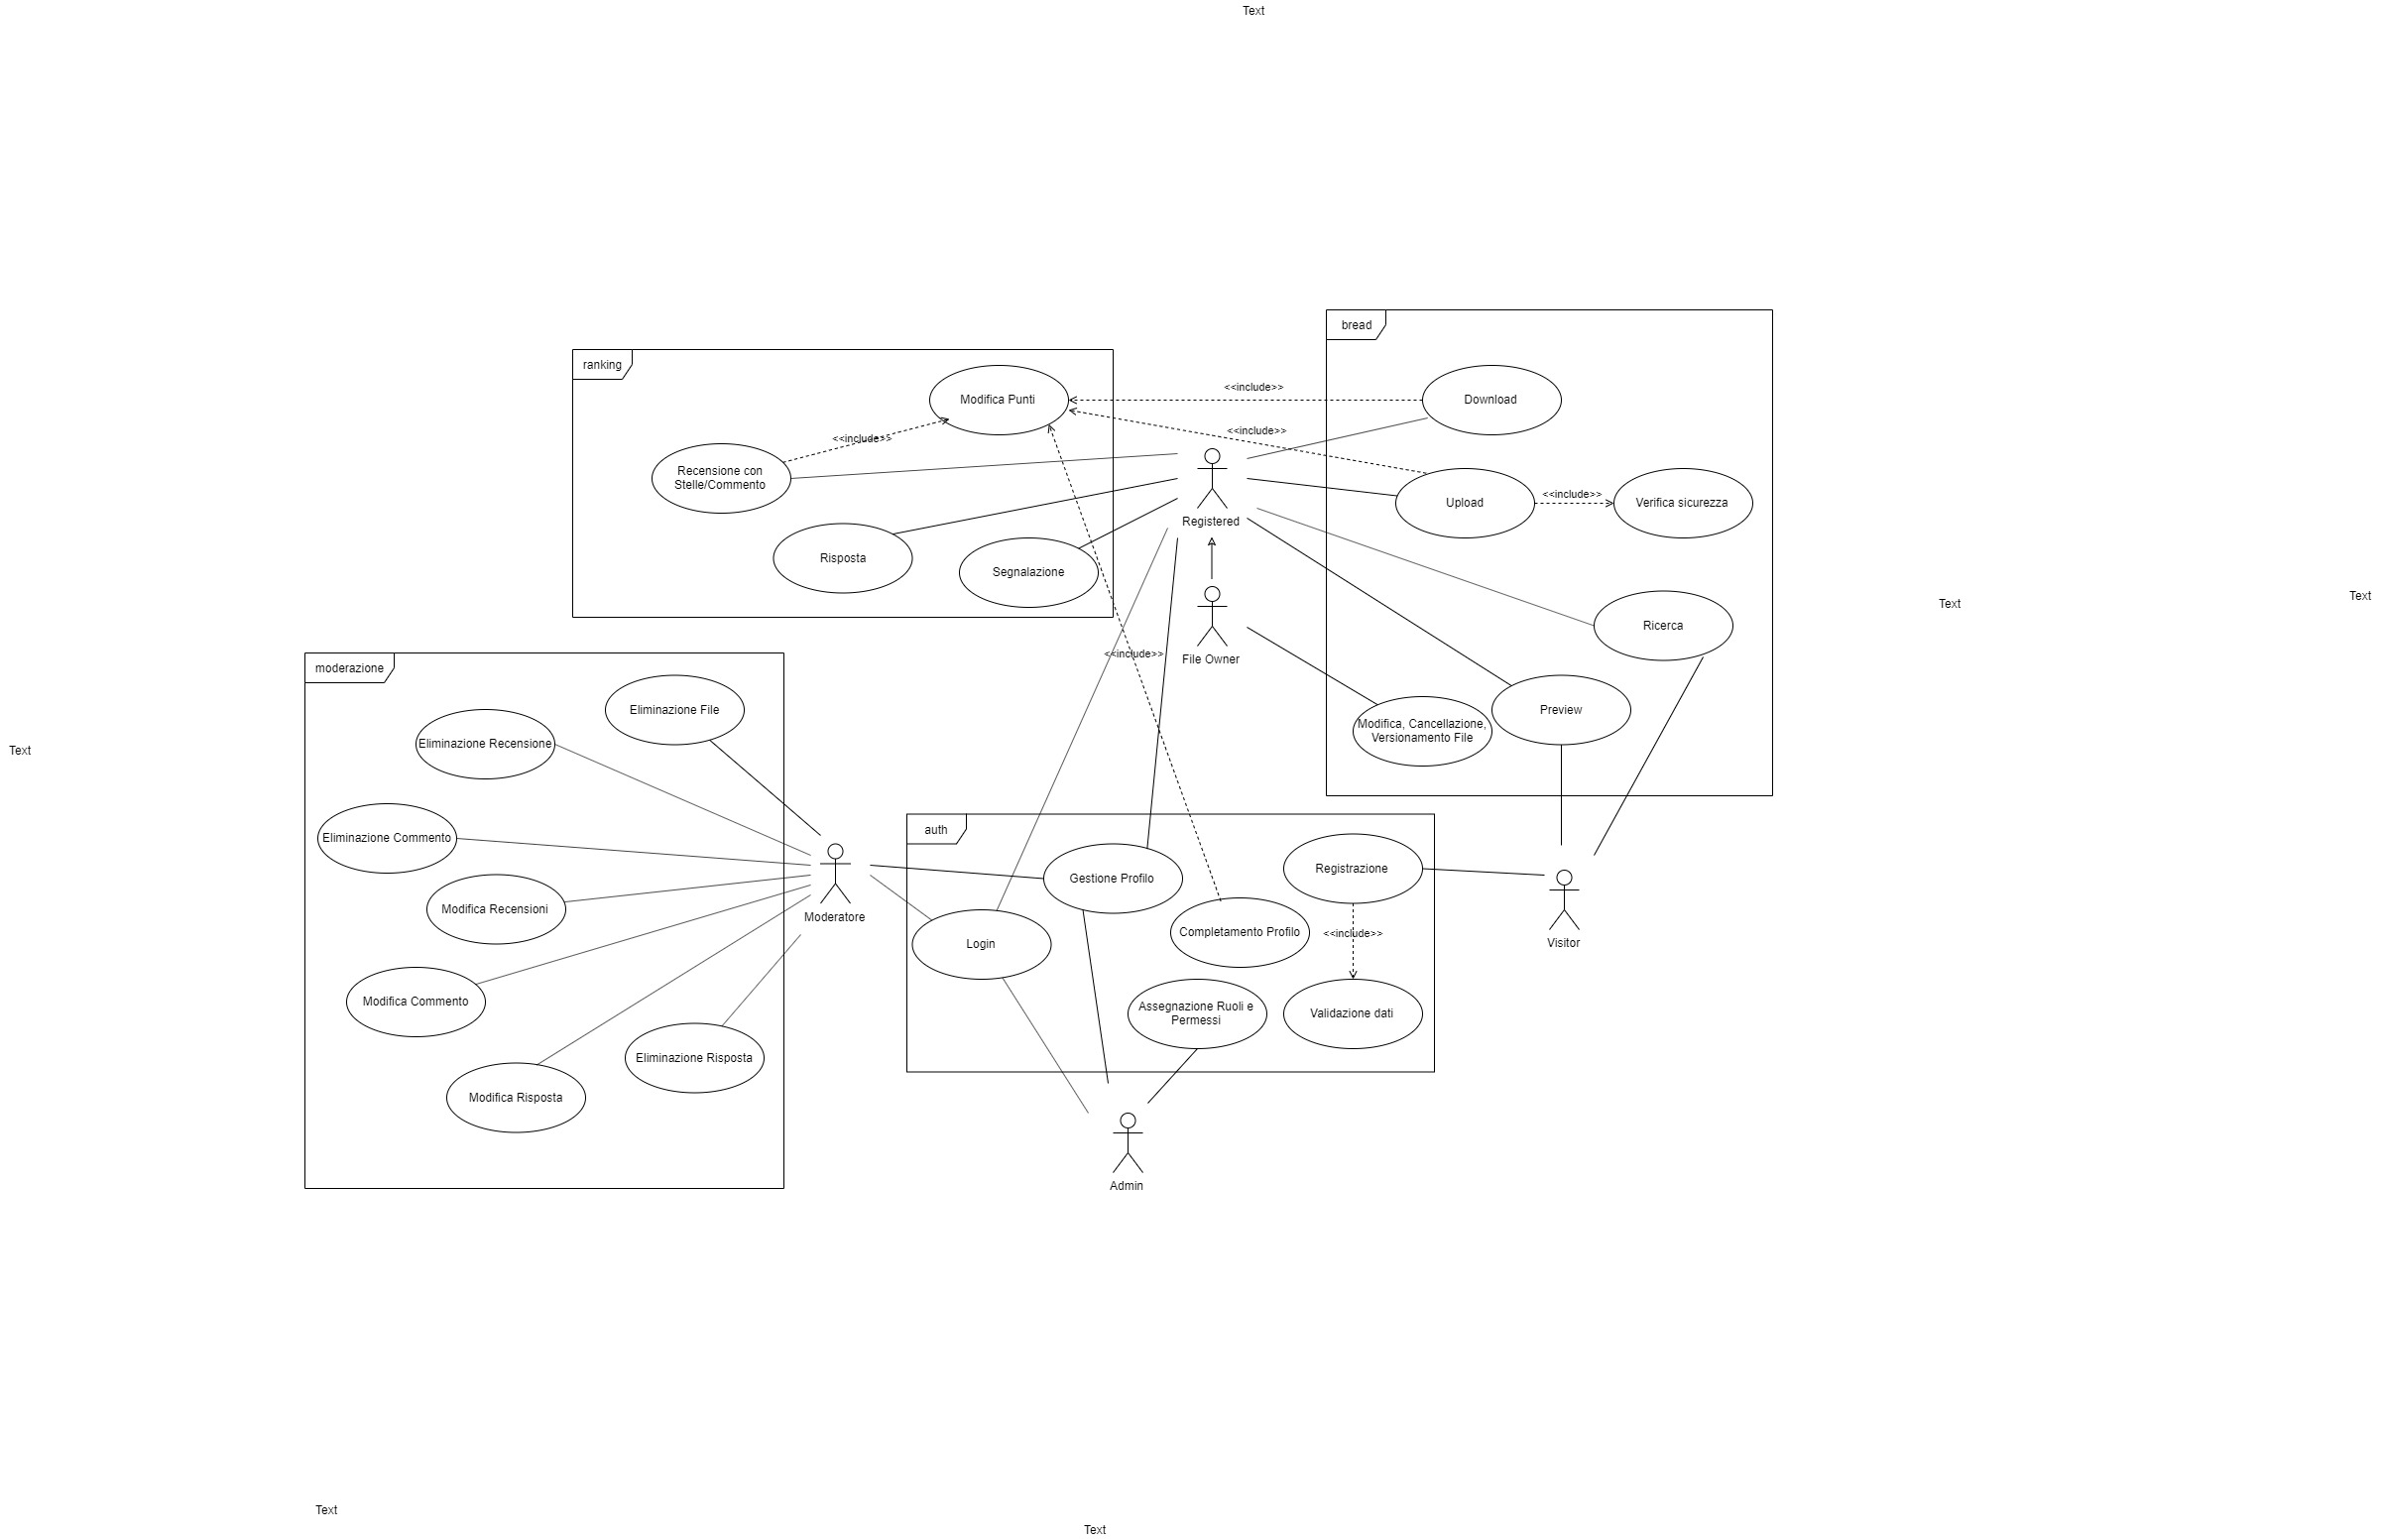 Text
bread
ranking
Modifica Punti
<<include>>
Download
<<include>>
<<include>>
Recensione con
Stelle/Commento
Upload
<<include>>
Verifica sicurezza
Registered
Risposta
Segnalazione
Text
Text
Ricerca
<<include>>
File Owner
moderazione
Eliminazione File
Preview
Modifica, Cancellazione,
Versionamento File
Eliminazione Recensione
Text
auth
Eliminazione Commento
Gestione Profilo
Registrazione
Modifica Recensioni
Moderatore
Completamento Profilo
<<include>>
Login
Visitor
Modifica Commento
Assegnazione Ruoli e
Permessi
Validazione dati
Eliminazione Risposta
Modifica Risposta
Admin
Text
Text